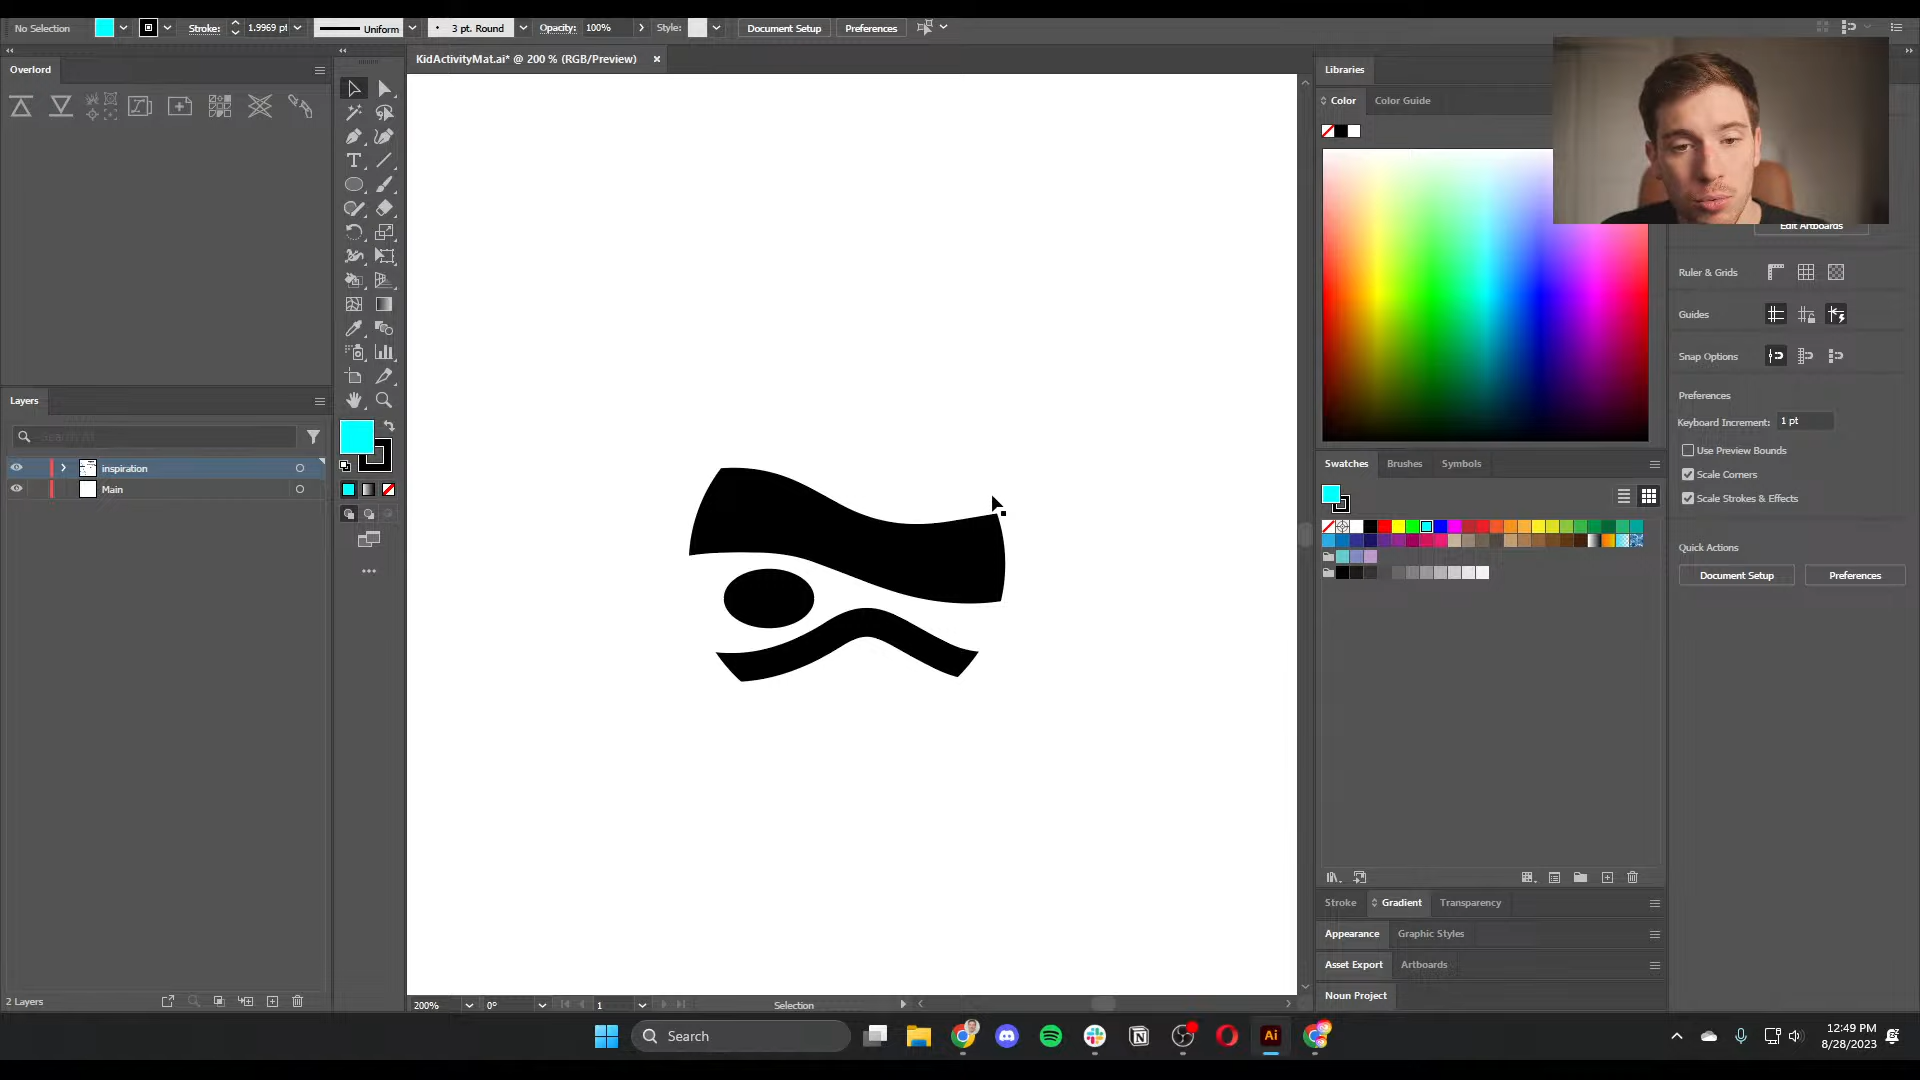 No Selection
Stroke:
1.9969 pt
Uniform
3 pt. Round
Opacity:
100%
Style:
Document Setup
Preferences
Overlord
KidActivityMat.ai* @ 200 % (RGB/Preview)
×
Libraries
Color
Color Guide
Edit Artboards
Ruler & Grids
Guides
Snap Options
Preferences
Keyboard Increment:
1 pt
Use Preview Bounds
Scale Corners
Scale Strokes & Effects
Quick Actions
Document Setup
Preferences
Layers
Search All
inspiration
Main
Swatches
Brushes
Symbols
Stroke
Gradient
Transparency
Appearance
Graphic Styles
Asset Export
Artboards
Noun Project
2 Layers
200%
0°
1
Selection
Search
Ai
12:49 PM
8/28/2023